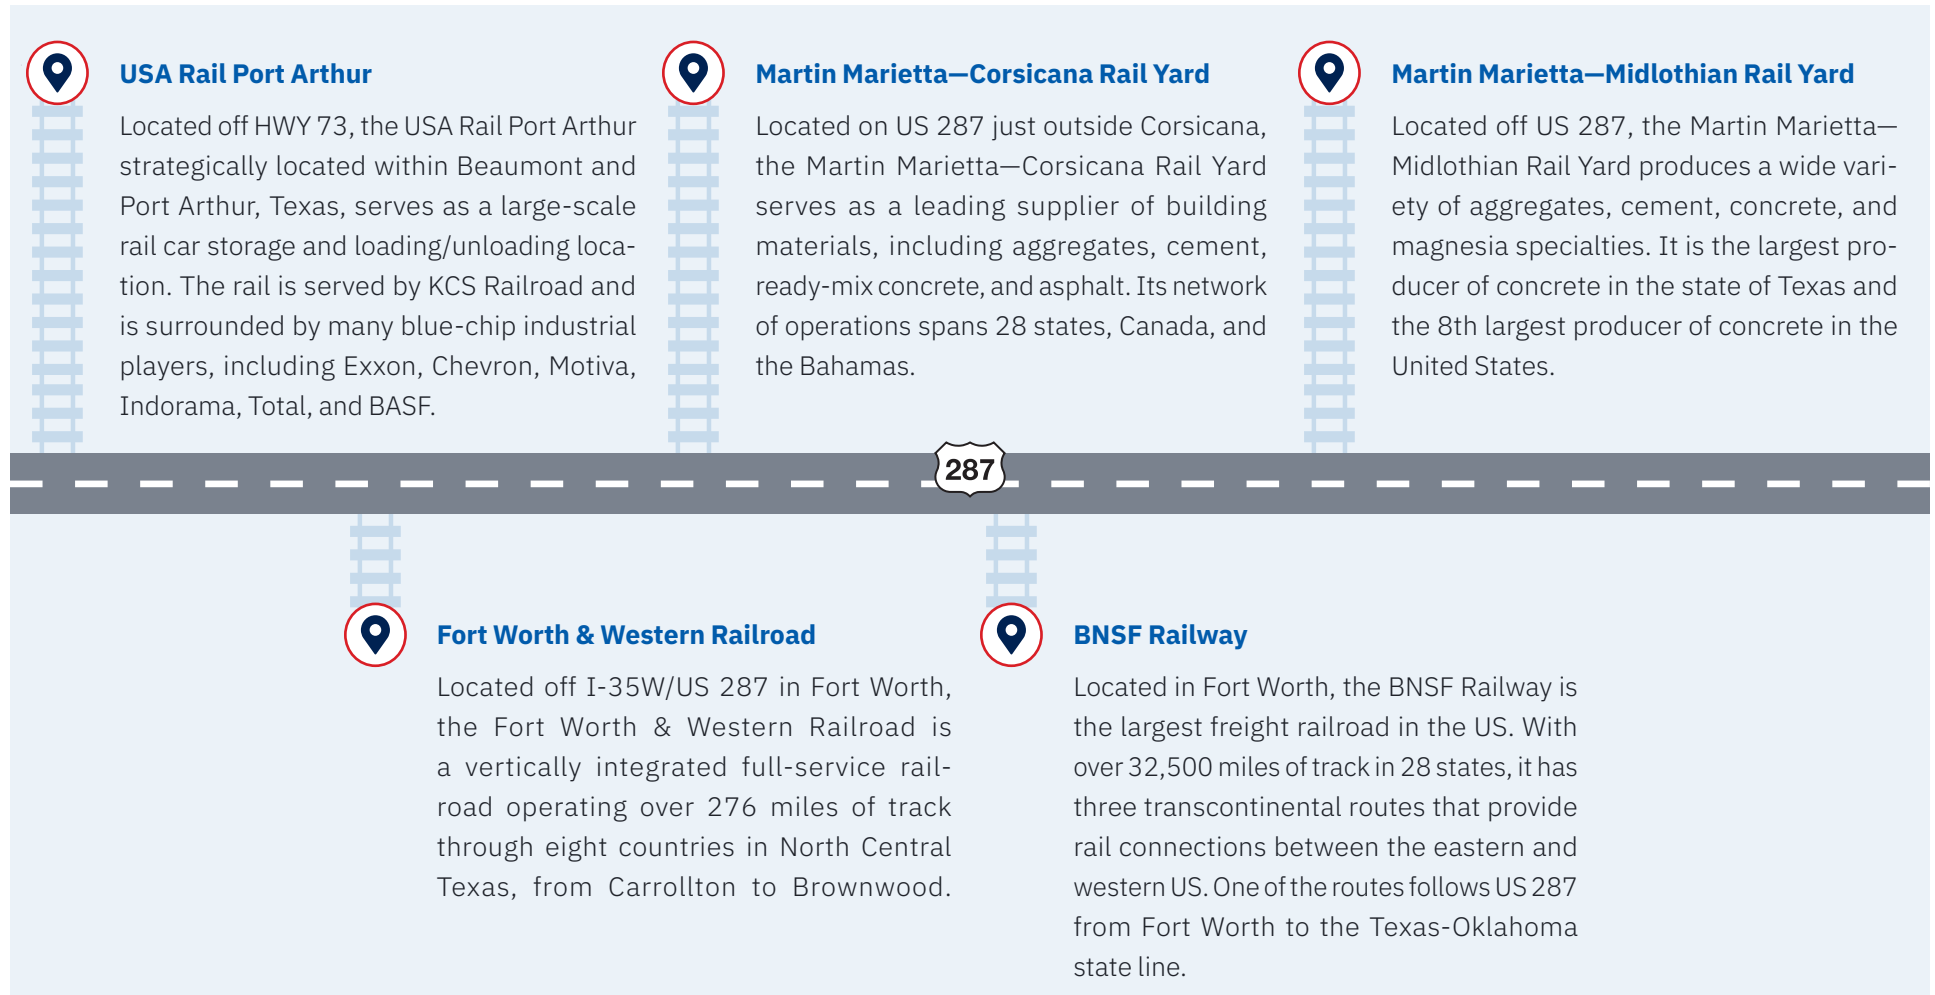 USA Rail Port Arthur
Located off HWY 73, the USA Rail Port Arthur
strategically located within Beaumont and
Port Arthur, Texas, serves as a large-scale
rail car storage and loading/unloading loca-
tion. The rail is served by KCS Railroad and
is surrounded by many blue-chip industrial
players, including Exxon, Chevron, Motiva,
Indorama, Total, and BASF.
Martin Marietta—Corsicana Rail Yard
Located on US 287 just outside Corsicana,
the Martin Marietta—Corsicana Rail Yard
serves as a leading supplier of building
materials, including aggregates, cement,
ready-mix concrete, and asphalt. Its network
of operations spans 28 states, Canada, and
the Bahamas.
Martin Marietta—Midlothian Rail Yard
Located off US 287, the Martin Marietta—
Midlothian Rail Yard produces a wide vari-
ety of aggregates, cement, concrete, and
magnesia specialties. It is the largest pro-
ducer of concrete in the state of Texas and
the 8th largest producer of concrete in the
United States.
287
Fort Worth & Western Railroad
Located off I-35W/US 287 in Fort Worth,
the Fort Worth & Western Railroad is
a vertically integrated full-service rail-
road operating over 276 miles of track
through eight countries in North Central
Texas, from Carrollton to Brownwood.
BNSF Railway
Located in Fort Worth, the BNSF Railway is
the largest freight railroad in the US. With
over 32,500 miles of track in 28 states, it has
three transcontinental routes that provide
rail connections between the eastern and
western US. One of the routes follows US 287
from Fort Worth to the Texas-Oklahoma
state line.